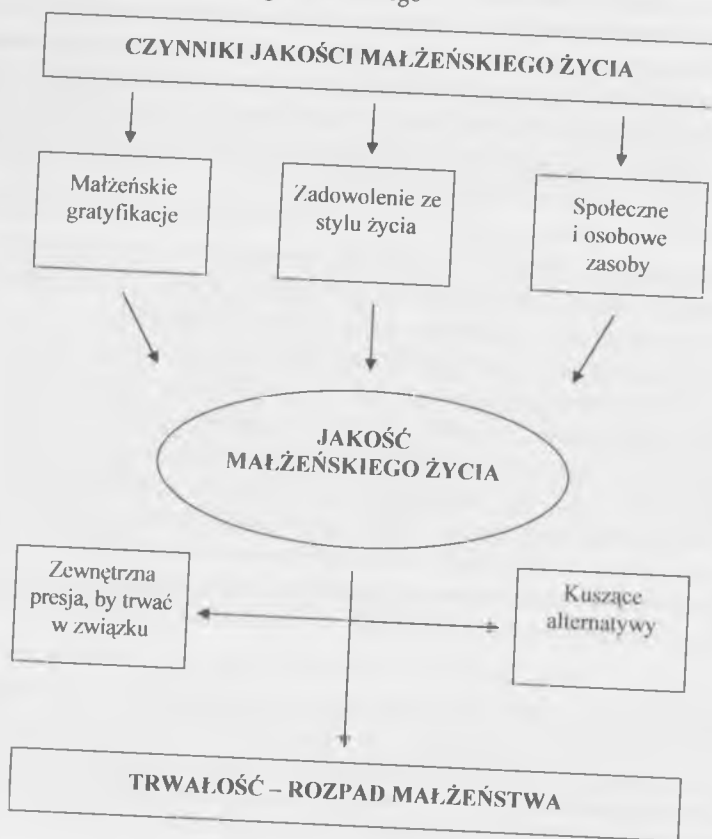 CZYNNIKI JAKOŚCI MAŁŻEŃSKIEGO ŻYCIA
Małżeńskie
gratyfikacje
Zadowolenie ze
stylu życia
Społeczne
i osobowe
zasoby
JAKOŚĆ
MAŁŻEŃSKIEGO ŻYCIA
Zewnętrzna
presja, by trwać
w związku
Kuszące
alternatywy
TRWAŁOŚĆ – ROZPAD MAŁŻEŃSTWA